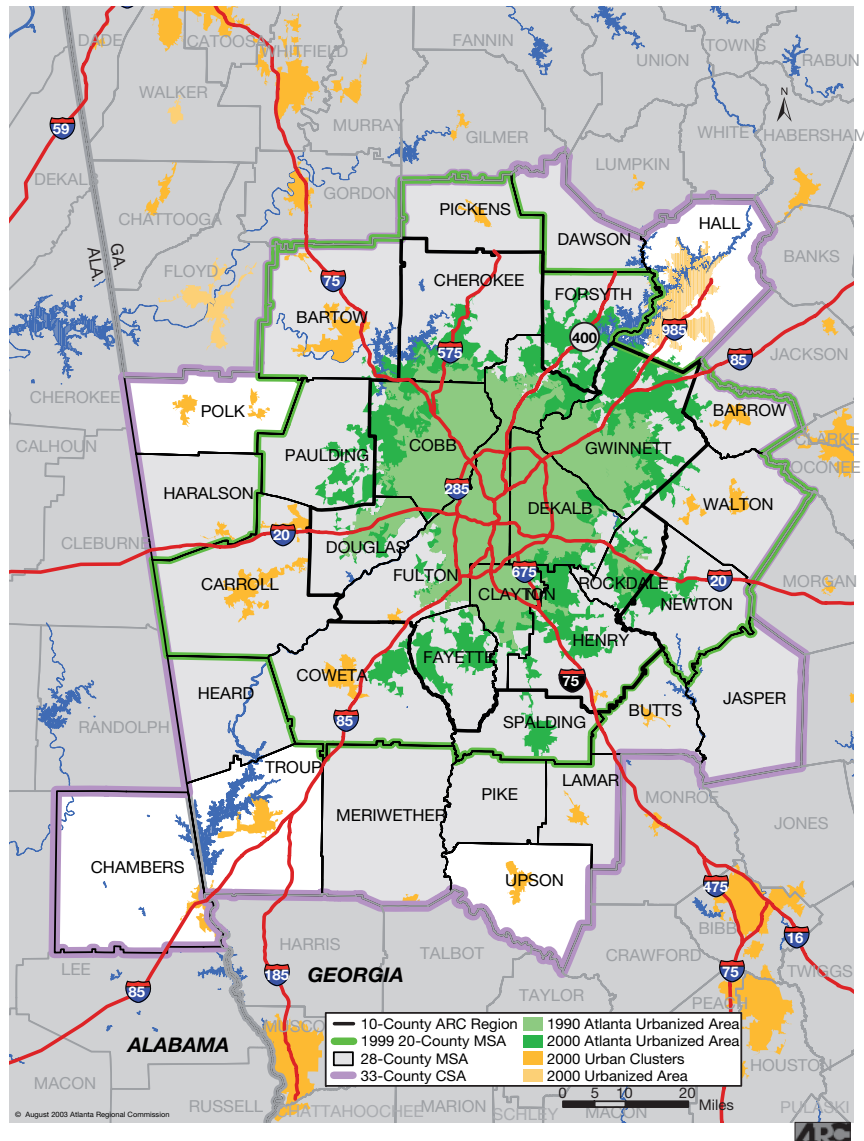 DADE
CATOOSA
WHITFIELD
FANNIN
UNION
TOWNS
RABUN
WALKER
MURRAY
GILMER
N
WHITE
HABERSHAM
59
LUMPKIN
DEKAL
GORDON
CHATTOOGA
PICKENS
HALL
DAWSON
BANKS
GA.
ALA.
FLOYD
75
CHEROKEE
FORSYTH
BARTOW
985
400
575
85
JACKSON
CHEROKEE
POLK
BARROW
CLARKE
CALHOUN
PAULDING
COBB
GWINNETT
OCONEE
HARALSON
285
WALTON
DEKALB
20
CLEBURNE
DOUGLAS
675
FULTON
ROCKDALE
20
MORGAN
CARROLL
CLAYTON
NEWTON
HENRY
FAYETTE
COWETA
75
HEARD
JASPER
BUTTS
85
SPALDING
RANDOLPH
TROUP
LAMAR
PIKE
MONROE
MERIWETHER
JONES
CHAMBERS
UPSON
475
BIBB
16
HARRIS
TALBOT
CRAWFORD
LEE
185
GEORGIA
75
TWIGGS
85
TAYLOR
PEACH
MUSCO
ALABAMA
10-County ARC Region
1999 20-County MSA
28-County MSA
33-County CSA
1990 Atlanta Urbanized Area
2000 Atlanta Urbanized Area
2000 Urban Clusters
2000 Urbanized Area
HOUSTON
MACON
RUSSELL
HATTAHOOCHEE
MARION
SCHLEY
MACON
PULASKI
0 5 10 20
Miles
© August 2003 Atlanta Regional Commission
ARC